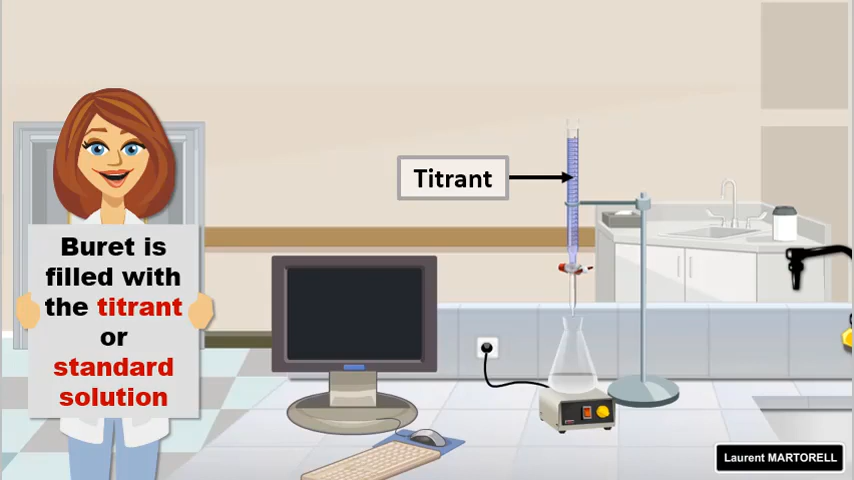 Titrant
Buret is
filled with
the titrant
or
standard
solution
Laurent MARTORELL